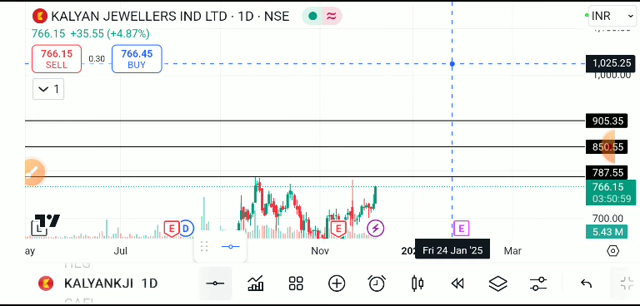 KALYAN JEWELLERS IND LTD · 1D · NSE
INR
766.15 +35.55 (+4.87%)
766.15
SELL
0.30
766.45
BUY
1,025.25
1,000.00
1
905.35
850.55
787.55
766.15
03:50:59
700.00
5.43 M
E D
E
E
Jul
Nov
Fri 24 Jan '25
Mar
KALYANKJI 1D